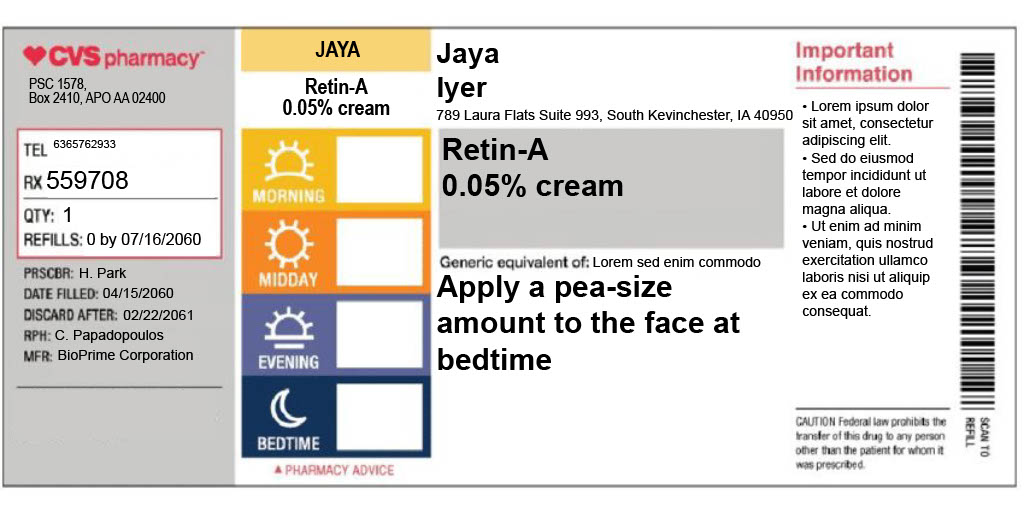 CVS pharmacy
PSC 1578,
Box 2410, APO AA 02400
TEL 6365762933
RX 559708
QTY: 1
REFILLS: 0 by 07/16/2060
PRSCBR: H. Park
DATE FILLED: 04/15/2060
DISCARD AFTER: 02/22/2061
RPH: C. Papadopoulos
MFR: BioPrime Corporation
JAYA
Retin-A
0.05% cream
MORNING
MIDDAY
EVENING
BEDTIME
▲ PHARMACY ADVICE
Jaya
Iyer
789 Laura Flats Suite 993, South Kevinchester, IA 40950
Retin-A
0.05% cream
Generic equivalent of: Lorem sed enim commodo
Apply a pea-size
amount to the face at
bedtime
Important
Information
• Lorem ipsum dolor
sit amet, consectetur
adipiscing elit.
• Sed do eiusmod
tempor incididunt ut
labore et dolore
magna aliqua.
• Ut enim ad minim
veniam, quis nostrud
exercitation ullamco
laboris nisi ut aliquip
ex ea commodo
consequat.
CAUTION Federal law prohibits the
transfer of this drug to any person
other than the patient for whom it
was prescribed.
SCAN TO
REFILL